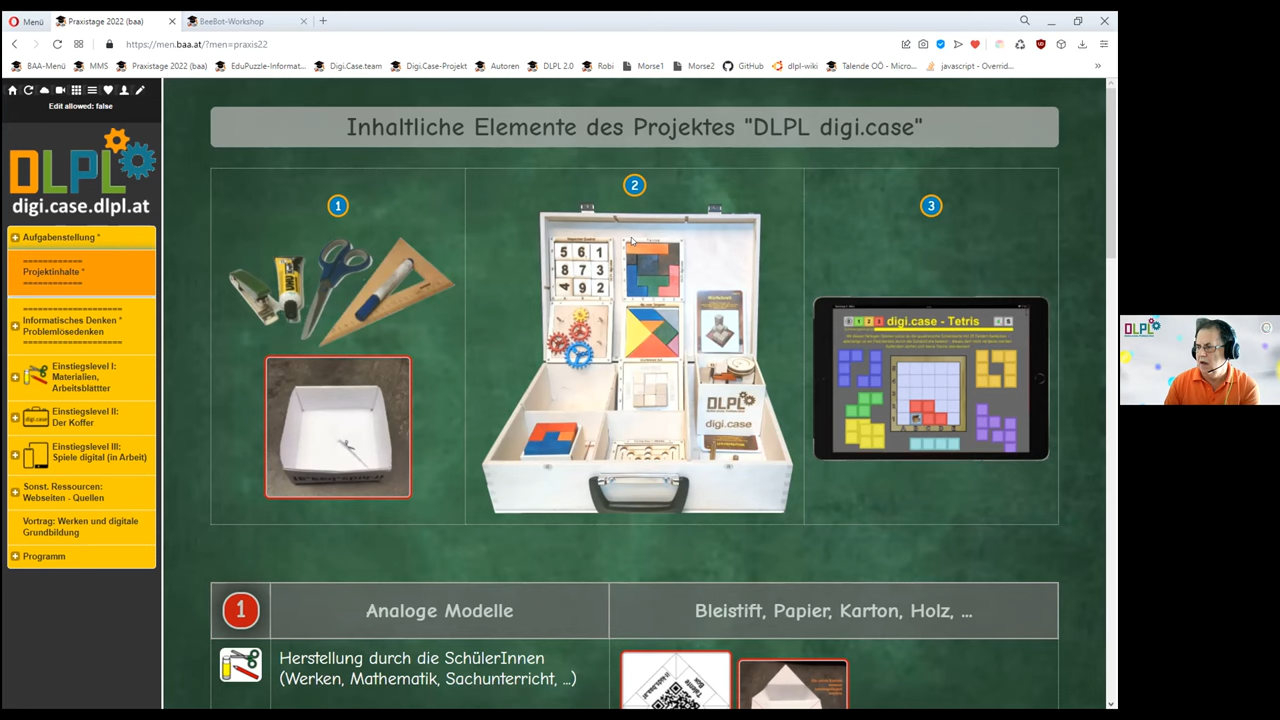 Menü
Praxistage 2022 (baa)
BeeBot-Workshop
https://men.baa.at/?men=praxis22
BAA-Menü
MMS
Praxistage 2022 (baa)
EduPuzzle-Informat...
Digi.Case.team
Digi.Case-Projekt
Autoren
DLPL 2.0
Robi
Morse1
Morse2
GitHub
dlpl-wiki
Talende OÖ - Micro...
javascript - Overrid...
Edit allowed: false
DLPL
digi.case.dlpl.at
Aufgabenstellung *
============
Projektinhalte *
============
====================
Informatisches Denken *
Problemlösedenken
====================
Einstiegslevel I:
Materialien,
Arbeitsblättter
Einstiegslevel II:
Der Koffer
Einstiegslevel III:
Spiele digital (in Arbeit)
Sonst. Ressourcen:
Webseiten - Quellen
Vortrag: Werken und digitale
Grundbildung
Programm
Inhaltliche Elemente des Projektes "DLPL digi.case"
1
2
3
5 6 1
8 7 3
4 9 2
UHU
DLPL
digi.case
digi.case - Tetris
1
Analoge Modelle
Bleistift, Papier, Karton, Holz, ...
Herstellung durch die SchülerInnen
(Werken, Mathematik, Sachunterricht, ...)
DLPL